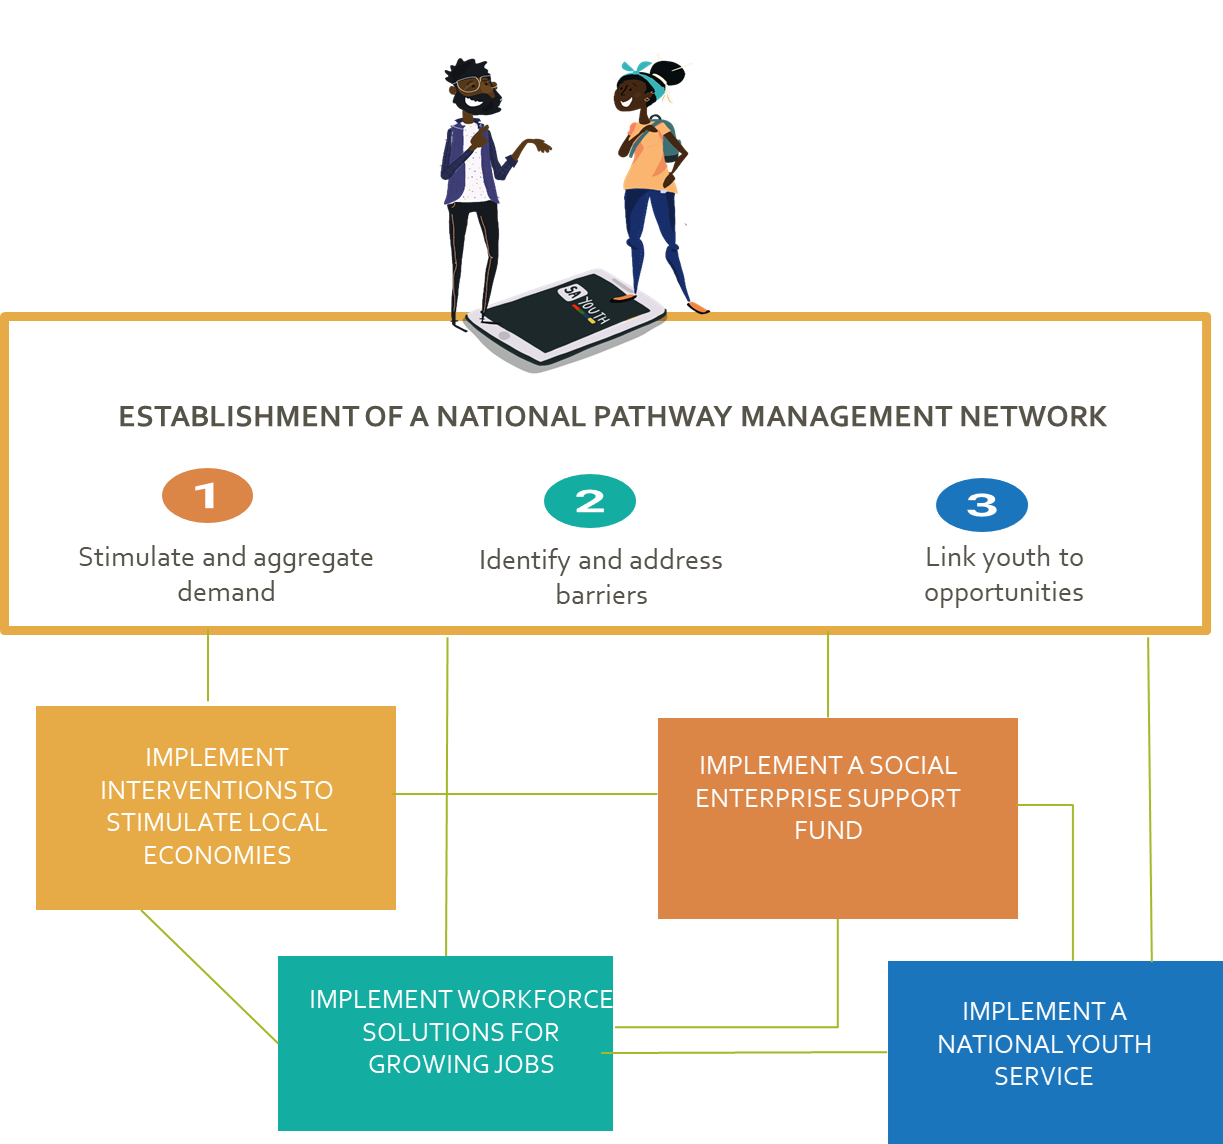 SA
YOUTH
ESTABLISHMENT OF A NATIONAL PATHWAY MANAGEMENT NETWORK
1
Stimulate and aggregate
demand
2
Identify and address
barriers
3
Link youth to
opportunities
IMPLEMENT
INTERVENTIONS TO
STIMULATE LOCAL
ECONOMIES
IMPLEMENT A SOCIAL
ENTERPRISE SUPPORT
FUND
IMPLEMENT WORKFORCE
SOLUTIONS FOR
GROWING JOBS
IMPLEMENT A
NATIONAL YOUTH
SERVICE